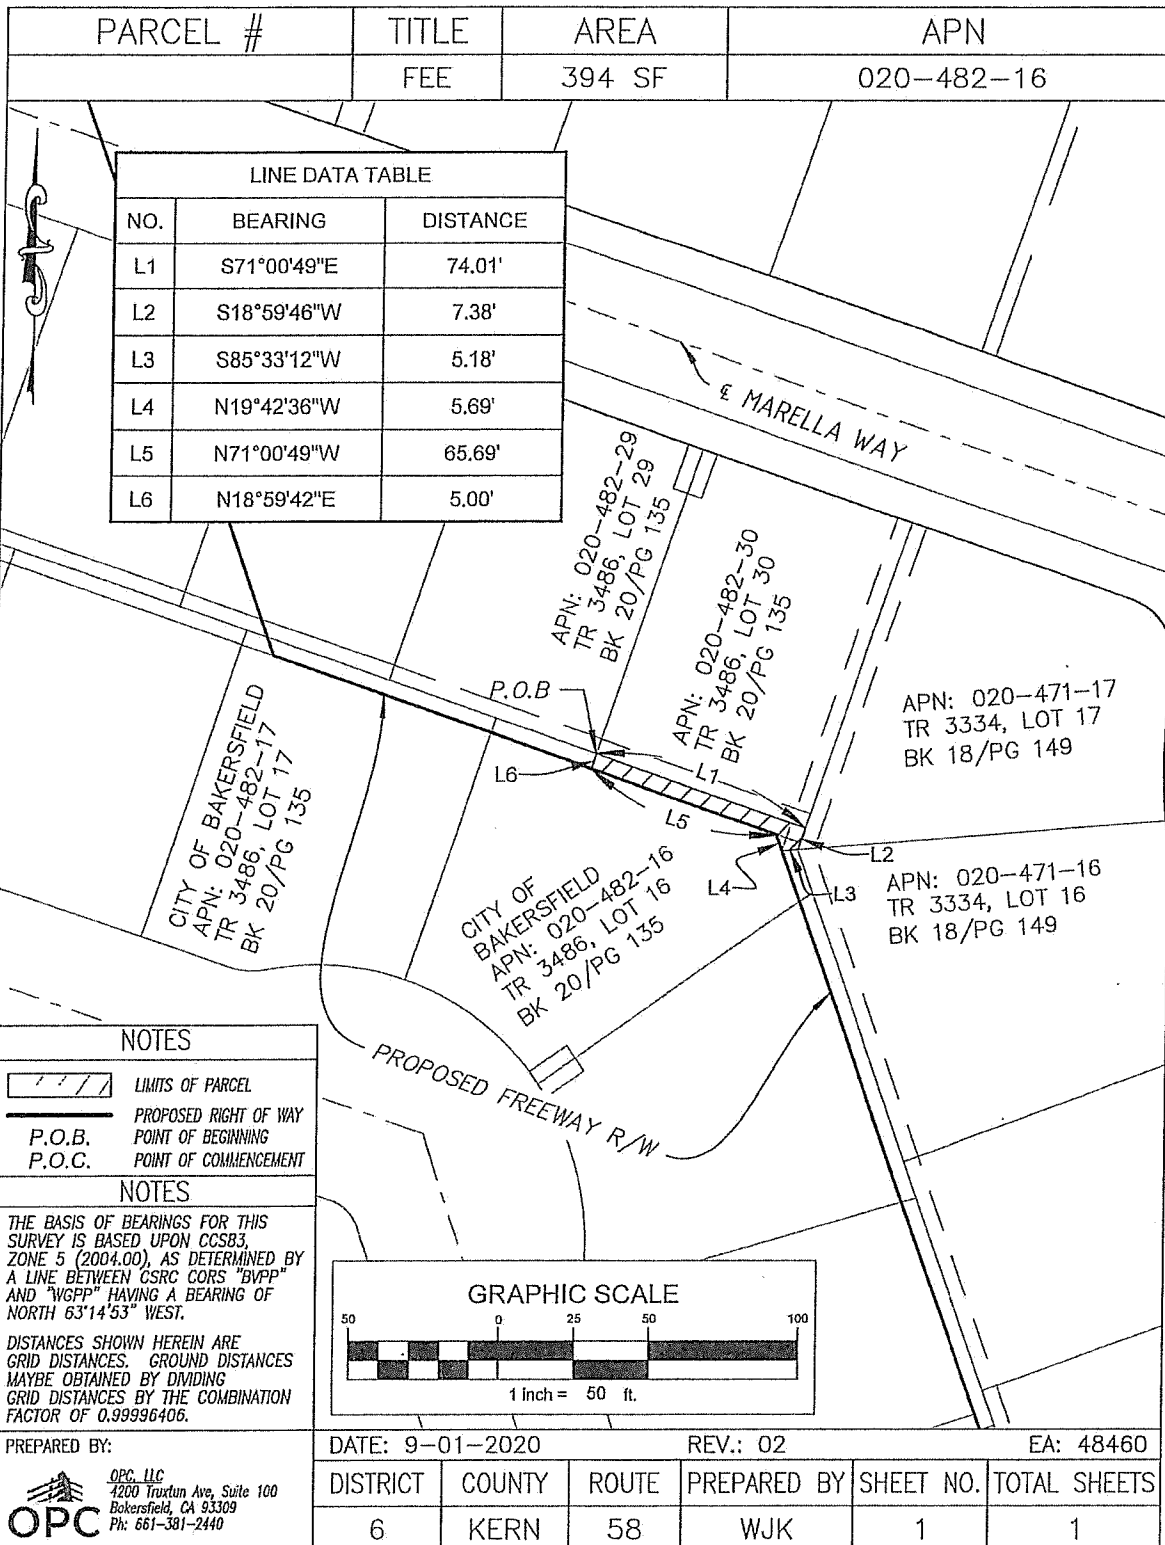 PARCEL # TITLE AREA APN
FEE 394 SF 020-482-16
LINE DATA TABLE
NO. BEARING DISTANCE
L1 S71°00'49"E 74.01'
L2 S18°59'46"W 7.38'
L3 S85°33'12"W 5.18'
L4 N19°42'36"W 5.69'
L5 N71°00'49"W 65.69'
L6 N18°59'42"E 5.00'
℄ MARELLA WAY
APN: 020-482-29
TR 3486, LOT 29
BK 20/PG 135
APN: 020-482-30
TR 3486, LOT 30
BK 20/PG 135
APN: 020-471-17
TR 3334, LOT 17
BK 18/PG 149
P.O.B
L6
L1
L5
L2
L4
L3
CITY OF BAKERSFIELD
APN: 020-482-17
TR 3486, LOT 17
BK 20/PG 135
CITY OF
BAKERSFIELD
APN: 020-482-16
TR 3486, LOT 16
BK 20/PG 135
APN: 020-471-16
TR 3334, LOT 16
BK 18/PG 149
PROPOSED FREEWAY R/W
NOTES
LIMITS OF PARCEL
PROPOSED RIGHT OF WAY
P.O.B. POINT OF BEGINNING
P.O.C. POINT OF COMMENCEMENT
NOTES
THE BASIS OF BEARINGS FOR THIS
SURVEY IS BASED UPON CCS83,
ZONE 5 (2004.00), AS DETERMINED BY
A LINE BETWEEN CSRC CORS "BVPP"
AND "WGPP" HAVING A BEARING OF
NORTH 63°14'53" WEST.
DISTANCES SHOWN HEREIN ARE
GRID DISTANCES. GROUND DISTANCES
MAYBE OBTAINED BY DIVIDING
GRID DISTANCES BY THE COMBINATION
FACTOR OF 0.99996406.
GRAPHIC SCALE
50 0 25 50 100
1 inch = 50 ft.
PREPARED BY:
OPC
OPC, LLC
4200 Truxtun Ave, Suite 100
Bakersfield, CA 93309
Ph: 661-381-2440
DATE: 9-01-2020 REV.: 02 EA: 48460
DISTRICT COUNTY ROUTE PREPARED BY SHEET NO. TOTAL SHEETS
6 KERN 58 WJK 1 1